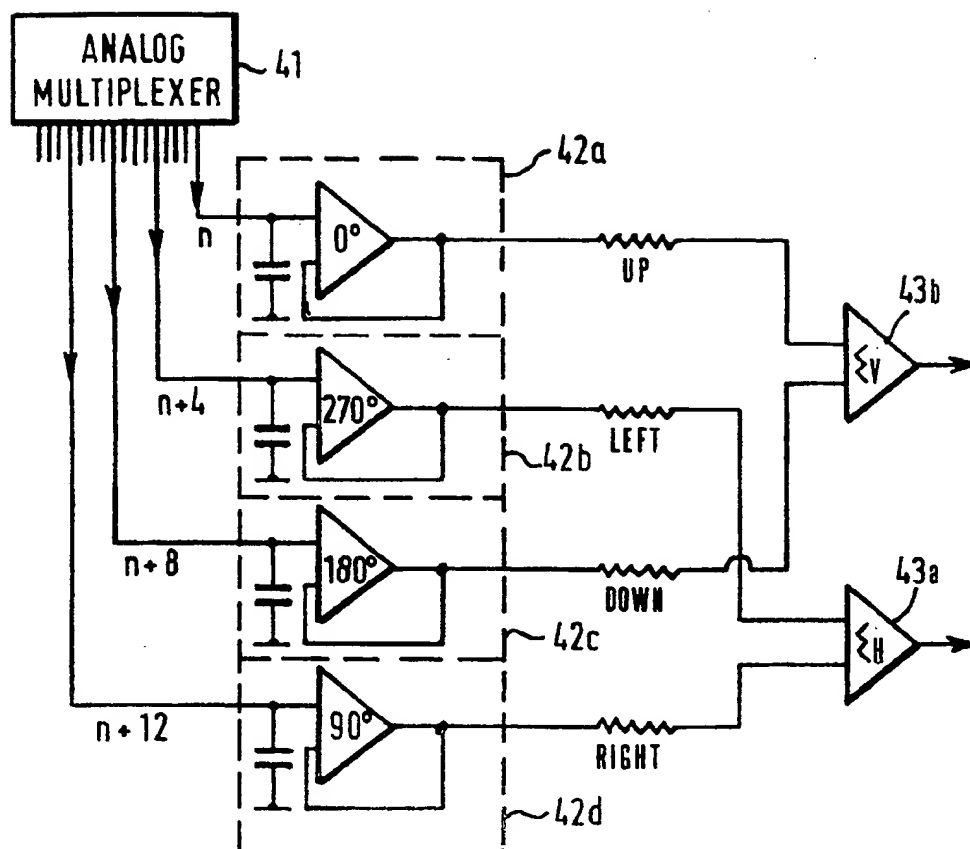 ANALOG
MULTIPLEXER
41
42a
n
0°
UP
43b
ΣV
n+4
270°
LEFT
42b
n+8
180°
DOWN
43a
ΣH
42c
n+12
90°
RIGHT
42d